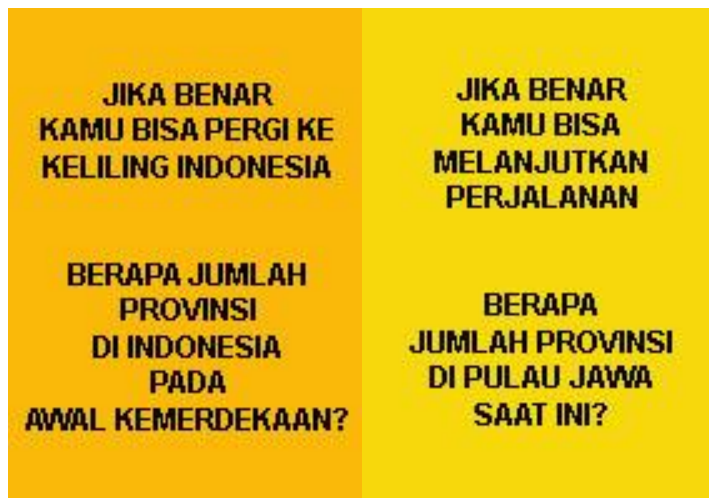 JIKA BENAR
KAMU BISA PERGI KE
KELILING INDONESIA
BERAPA JUMLAH
PROVINSI
DI INDONESIA
PADA
AWAL KEMERDEKAAN?
JIKA BENAR
KAMU BISA
MELANJUTKAN
PERJALANAN
BERAPA
JUMLAH PROVINSI
DI PULAU JAWA
SAAT INI?